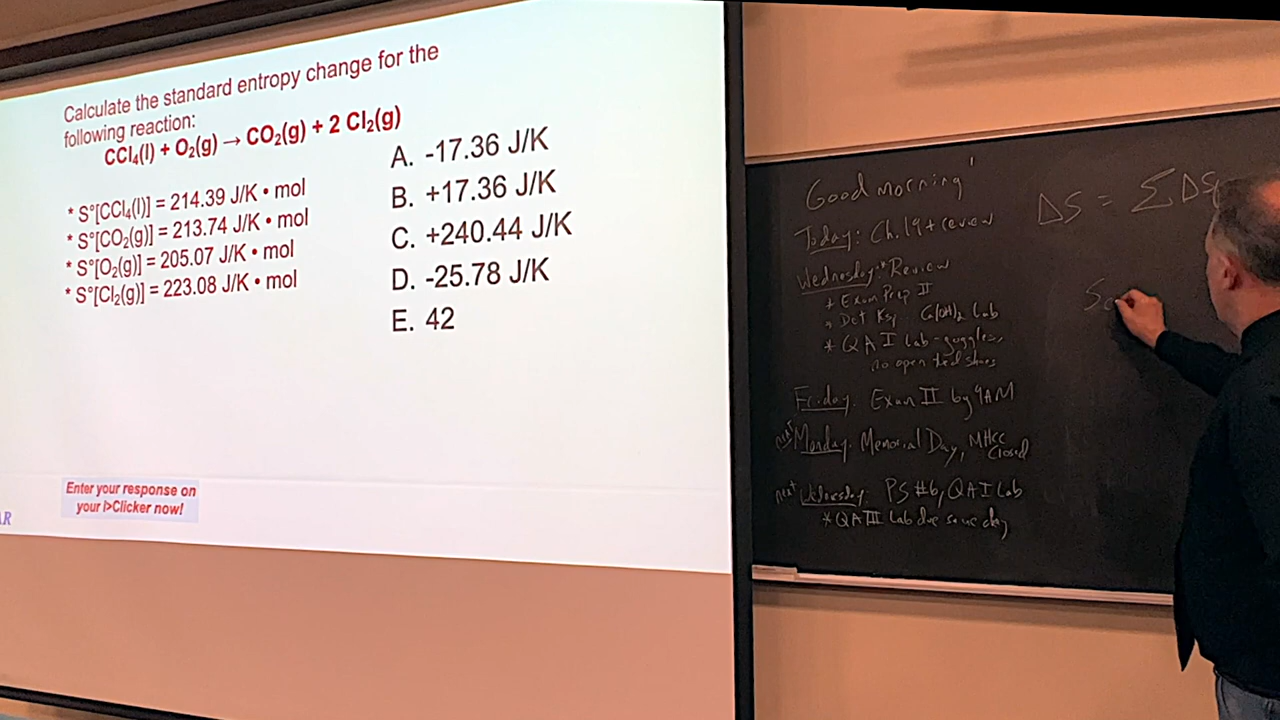 Calculate the standard entropy change for the
following reaction:
CCl₄(l) + O₂(g) → CO₂(g) + 2 Cl₂(g)
* S°[CCl₄(l)] = 214.39 J/K • mol
* S°[CO₂(g)] = 213.74 J/K • mol
* S°[O₂(g)] = 205.07 J/K • mol
* S°[Cl₂(g)] = 223.08 J/K • mol
A. -17.36 J/K
B. +17.36 J/K
C. +240.44 J/K
D. -25.78 J/K
E. 42
Enter your response on
your I>Clicker now!
AR
Good morning!
Today: Ch.19 + review
Wednesday: * Review
* Exam Prep II
* Det Ksp Ca(OH)₂ Lab
* QA I Lab - goggles,
no open toed shoes
Friday: Exam II by 9AM
next Monday: Memorial Day, MHCC
Closed
next Wednesday: PS #6, QA I Lab
* QA III Lab due same day
ΔS = Σ ΔS